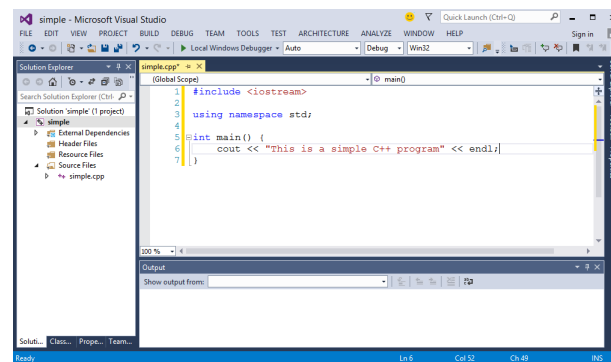 simple - Microsoft Visual Studio
Quick Launch (Ctrl+Q)
FILE EDIT VIEW PROJECT BUILD DEBUG TEAM TOOLS TEST ARCHITECTURE ANALYZE WINDOW HELP Sign in
Local Windows Debugger Auto Debug Win32
Solution Explorer
Search Solution Explorer (Ctrl-
Solution 'simple' (1 project)
simple
External Dependencies
Header Files
Resource Files
Source Files
simple.cpp
simple.cpp*
(Global Scope) main()
1 #include <iostream>
2
3 using namespace std;
4
5 int main() {
6 cout << "This is a simple C++ program" << endl;
7 }
100 %
Output
Show output from:
Soluti... Class... Prope... Team...
Ready Ln 6 Col 52 Ch 49 INS